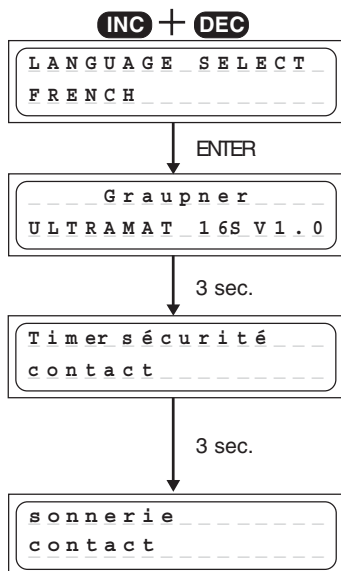 INC + DEC
LANGUAGE SELECT
FRENCH
ENTER
Graupner
ULTRAMAT 16S V1.0
3 sec.
Timer sécurité
contact
3 sec.
sonnerie
contact